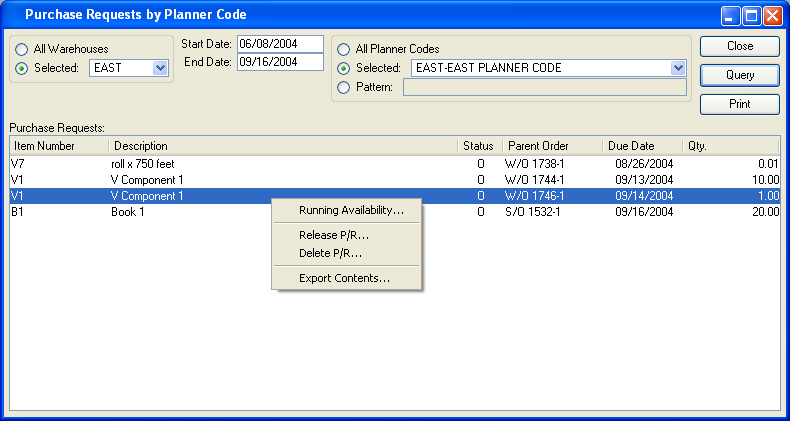 Purchase Requests by Planner Code
All Warehouses
Selected: EAST
Start Date: 06/08/2004
End Date: 09/16/2004
All Planner Codes
Selected: EAST-EAST PLANNER CODE
Pattern:
Close
Query
Print
Purchase Requests:
Item Number Description Status Parent Order Due Date Qty.
V7 roll x 750 feet O W/O 1738-1 08/26/2004 0.01
V1 V Component 1 O W/O 1744-1 09/13/2004 10.00
V1 V Component 1 O W/O 1746-1 09/14/2004 1.00
B1 Book 1 O S/O 1532-1 09/16/2004 20.00
Running Availability...
Release P/R...
Delete P/R...
Export Contents...